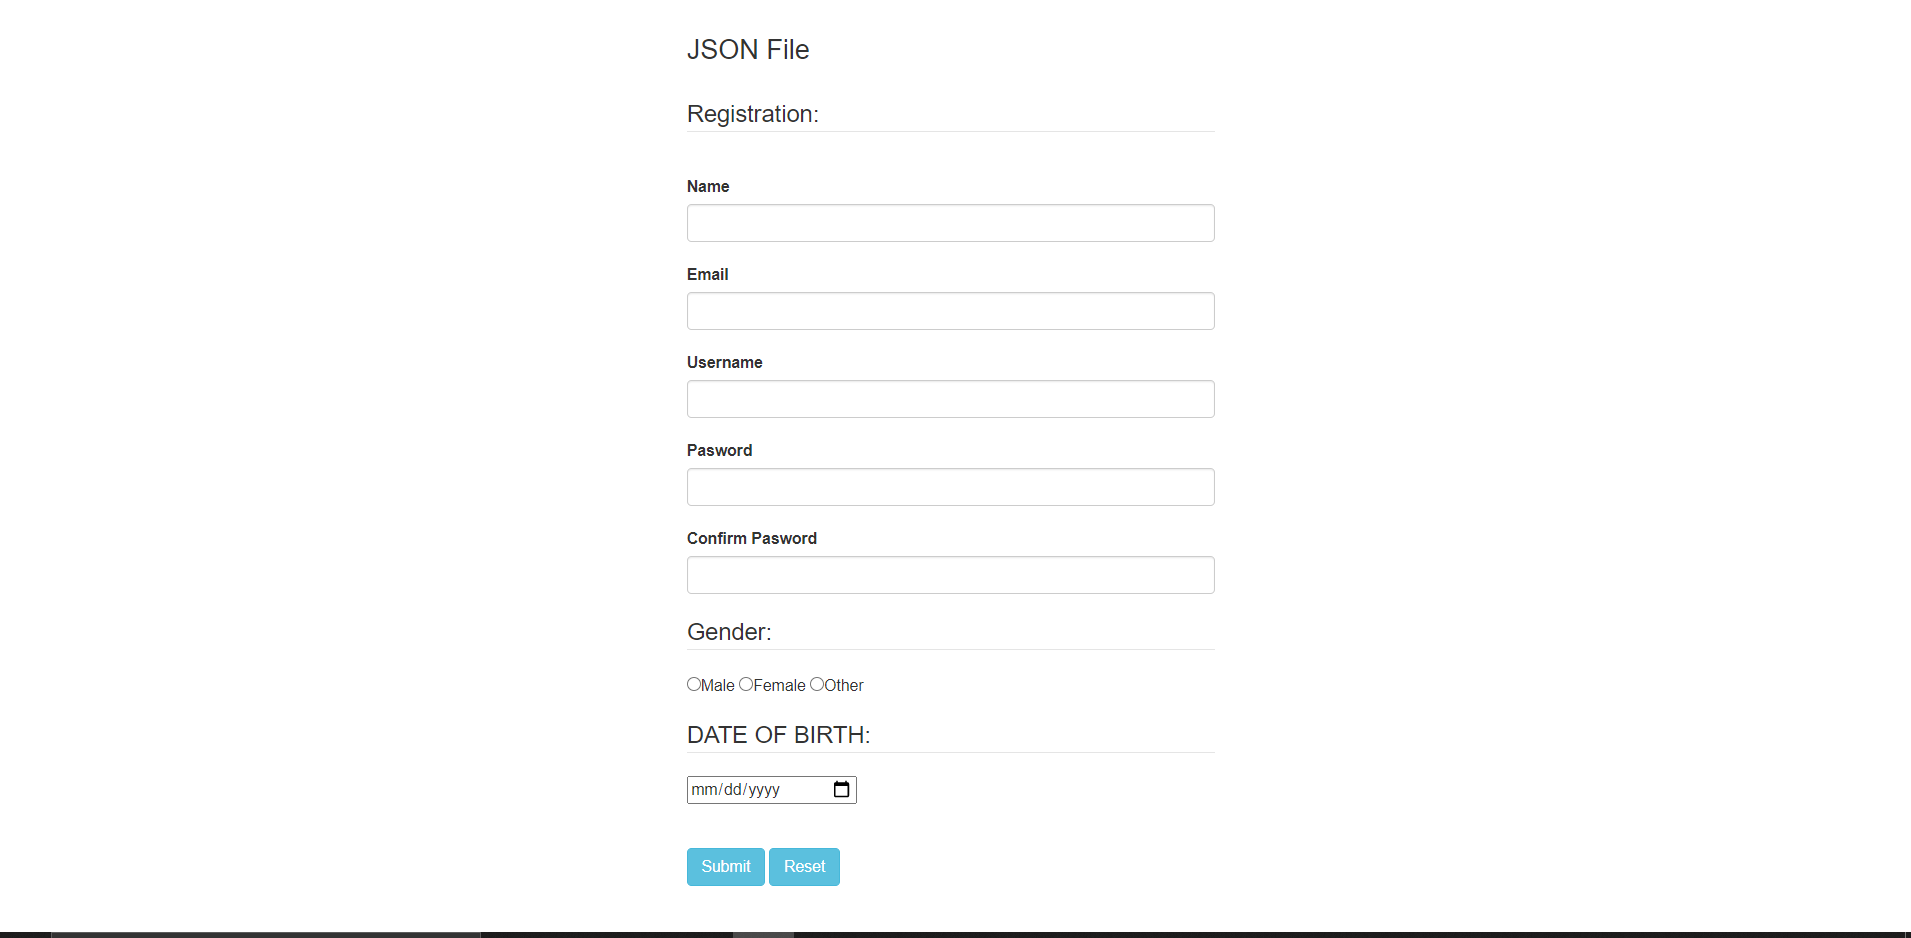 JSON File
Registration:
Name
Email
Username
Pasword
Confirm Pasword
Gender:
Male Female Other
DATE OF BIRTH:
mm/dd/yyyy
Submit Reset